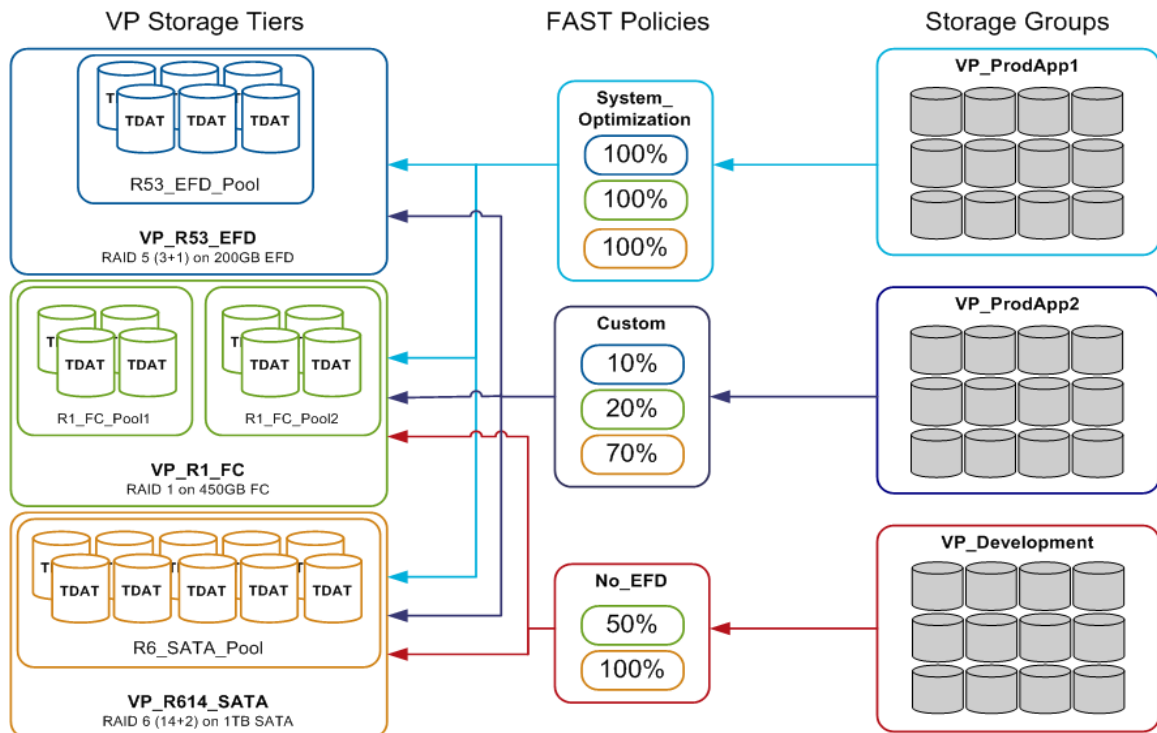 VP Storage Tiers
FAST Policies
Storage Groups
TDAT
TDAT
TDAT
R53_EFD_Pool
VP_R53_EFD
RAID 5 (3+1) on 200GB EFD
TDAT
TDAT
R1_FC_Pool1
TDAT
TDAT
R1_FC_Pool2
VP_R1_FC
RAID 1 on 450GB FC
TDAT
TDAT
TDAT
TDAT
TDAT
R6_SATA_Pool
VP_R614_SATA
RAID 6 (14+2) on 1TB SATA
System_
Optimization
100%
100%
100%
Custom
10%
20%
70%
No_EFD
50%
100%
VP_ProdApp1
VP_ProdApp2
VP_Development